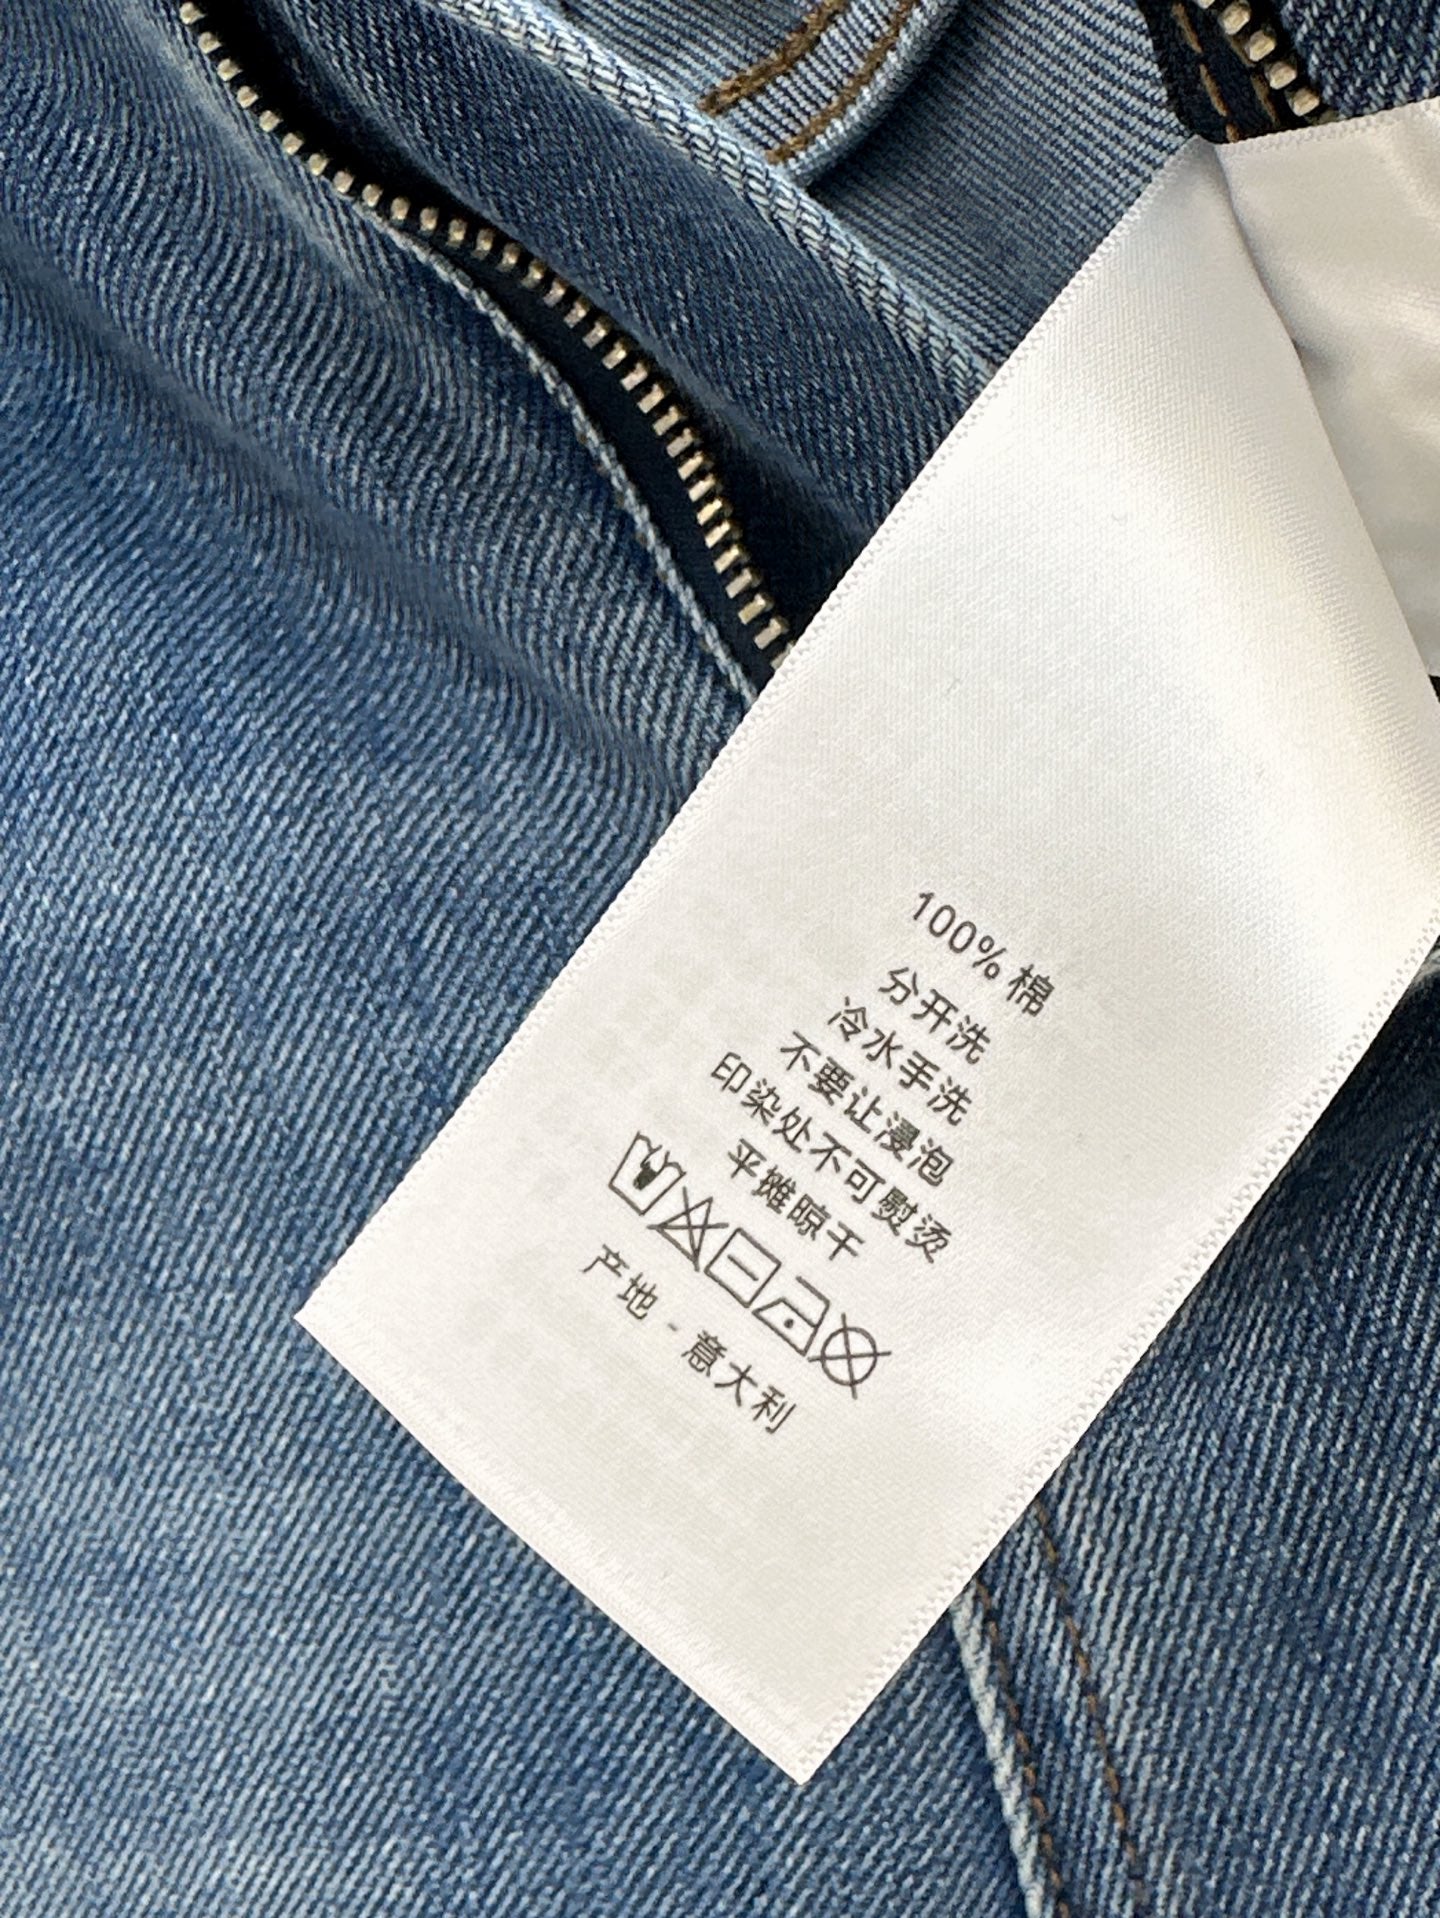 100% 棉
分开洗
冷水手洗
不要让浸泡
印染处不可熨烫
平摊晾干
产地 - 意大利